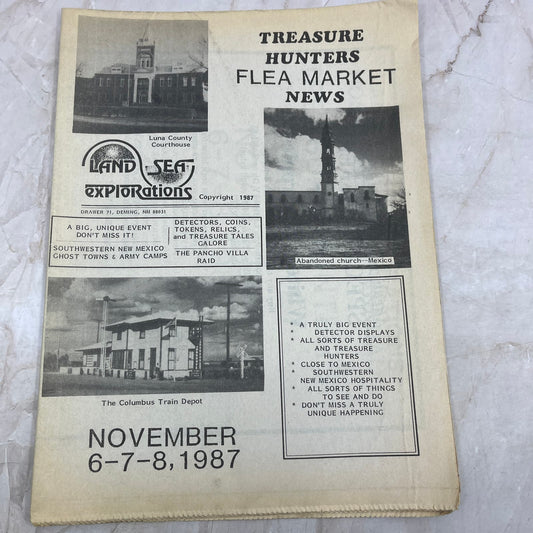 TREASURE
HUNTERS
FLEA MARKET
NEWS
Luna County
Courthouse
LAND SEA
EXPLORATIONS
Copyright 1987
DRAWER 71, DEMING, NM 88031
A BIG, UNIQUE EVENT
DON'T MISS IT!
SOUTHWESTERN NEW MEXICO
GHOST TOWNS & ARMY CAMPS
DETECTORS, COINS,
TOKENS, RELICS,
and TREASURE TALES
GALORE
THE PANCHO VILLA
RAID
Abandoned church--Mexico
The Columbus Train Depot
* A TRULY BIG EVENT
* DETECTOR DISPLAYS
* ALL SORTS OF TREASURE
AND TREASURE
HUNTERS
* CLOSE TO MEXICO
* SOUTHWESTERN
NEW MEXICO HOSPITALITY
* ALL SORTS OF THINGS
TO SEE AND DO
* DON'T MISS A TRULY
UNIQUE HAPPENING
NOVEMBER
6-7-8, 1987